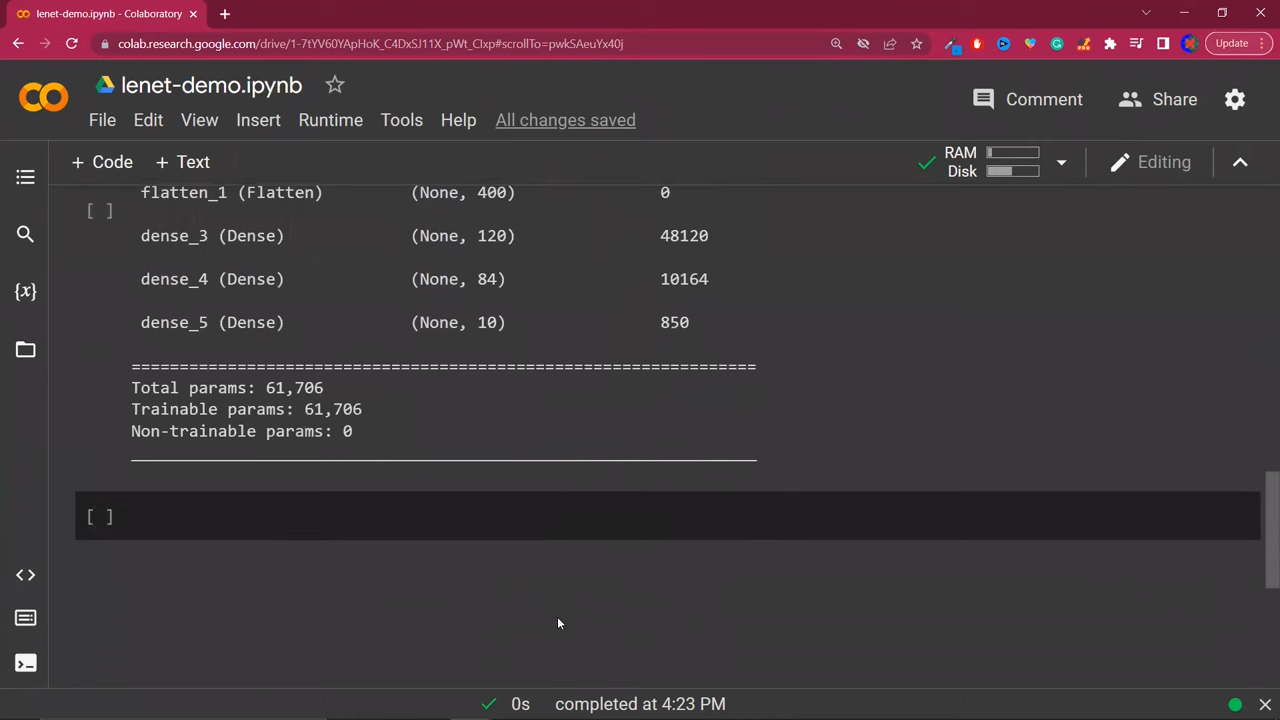 lenet-demo.ipynb - Colaboratory
colab.research.google.com/drive/1-7tYV60YApHoK_C4DxSJ11X_pWt_CIxp#scrollTo=pwkSAeuYx40j
Update
lenet-demo.ipynb
Comment
Share
File Edit View Insert Runtime Tools Help All changes saved
+ Code + Text
RAM
Disk
Editing
flatten_1 (Flatten) (None, 400) 0
[ ]
dense_3 (Dense) (None, 120) 48120
dense_4 (Dense) (None, 84) 10164
dense_5 (Dense) (None, 10) 850
=================================================================
Total params: 61,706
Trainable params: 61,706
Non-trainable params: 0
_________________________________________________________________
[ ]
0s completed at 4:23 PM